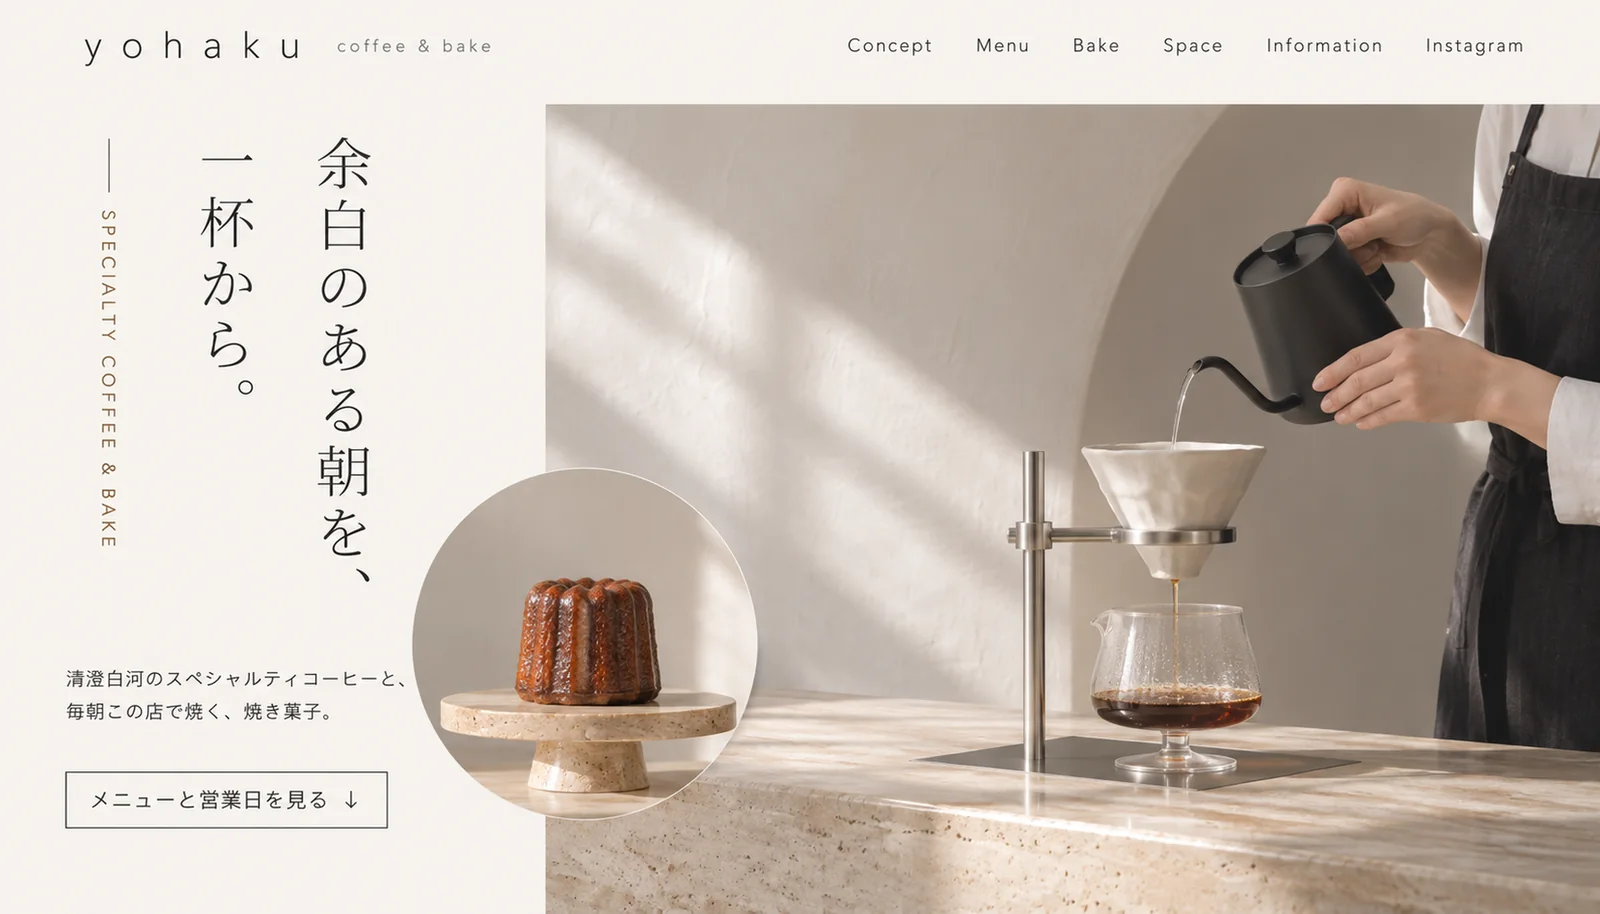 yohaku
coffee & bake
Concept
Menu
Bake
Space
Information
Instagram
余白のある朝を、
一杯から。
SPECIALTY COFFEE & BAKE
清澄白河のスペシャルティコーヒーと、
毎朝この店で焼く、焼き菓子。
メニューと営業日を見る ↓